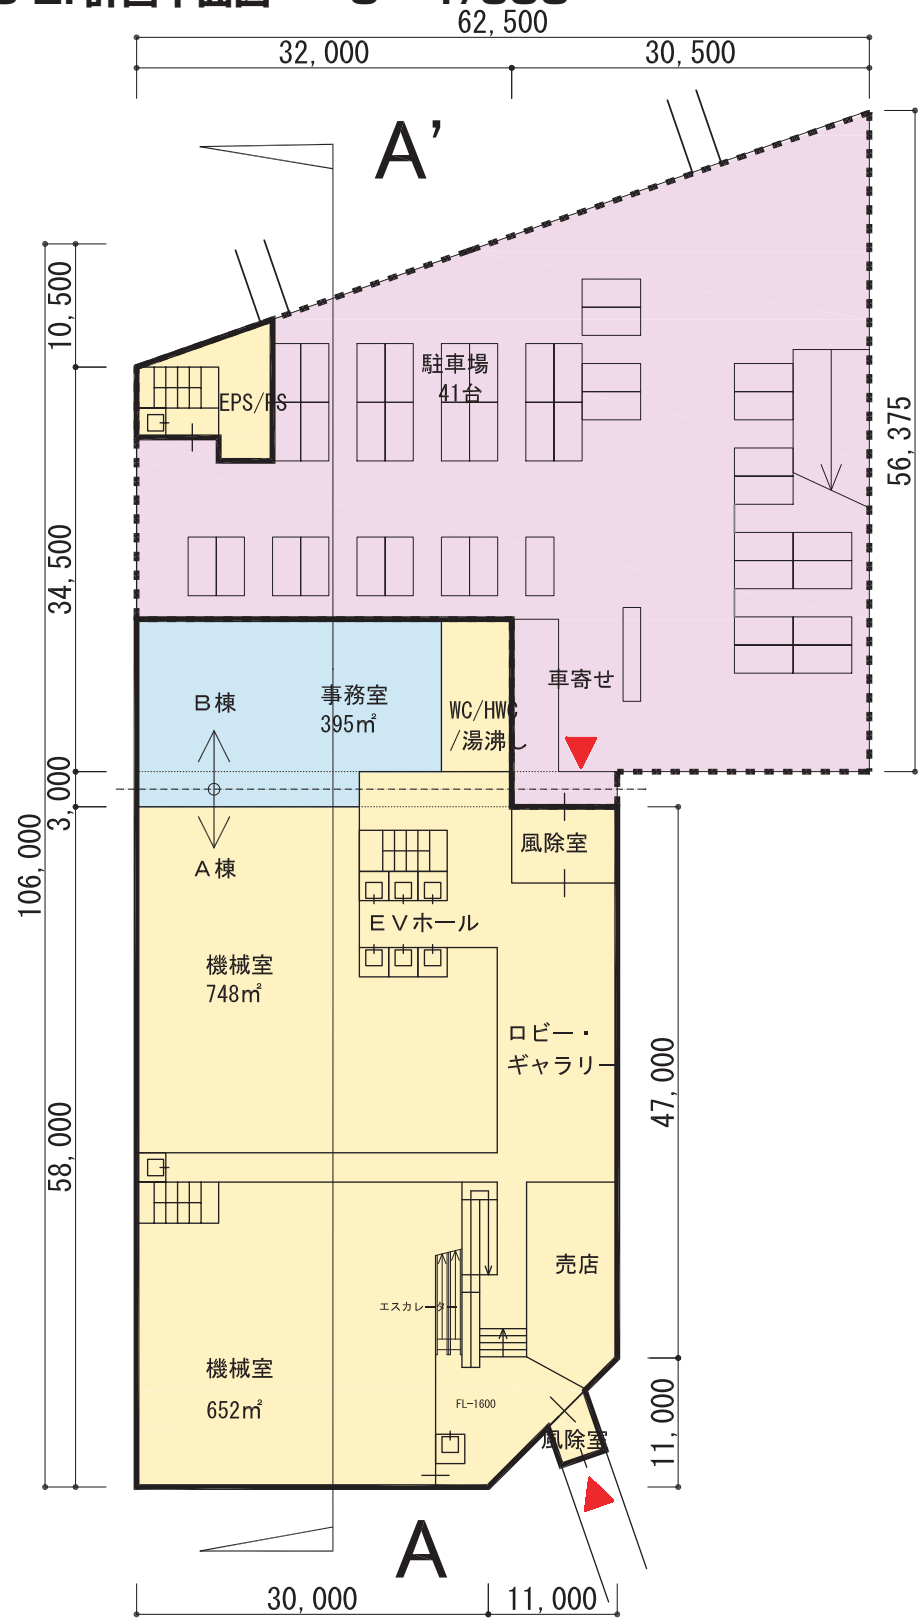 62,500
32,000
30,500
A’
10,500
EPS/PS
駐車場
41台
56,375
34,500
車寄せ
事務室
395㎡
B棟
WC/HWC
/湯沸し
3,000
106,000
A棟
風除室
EVホール
機械室
748㎡
ロビー・
ギャラリー
47,000
58,000
売店
エスカレーター
機械室
652㎡
FL-1600
風除室
11,000
A
30,000
11,000